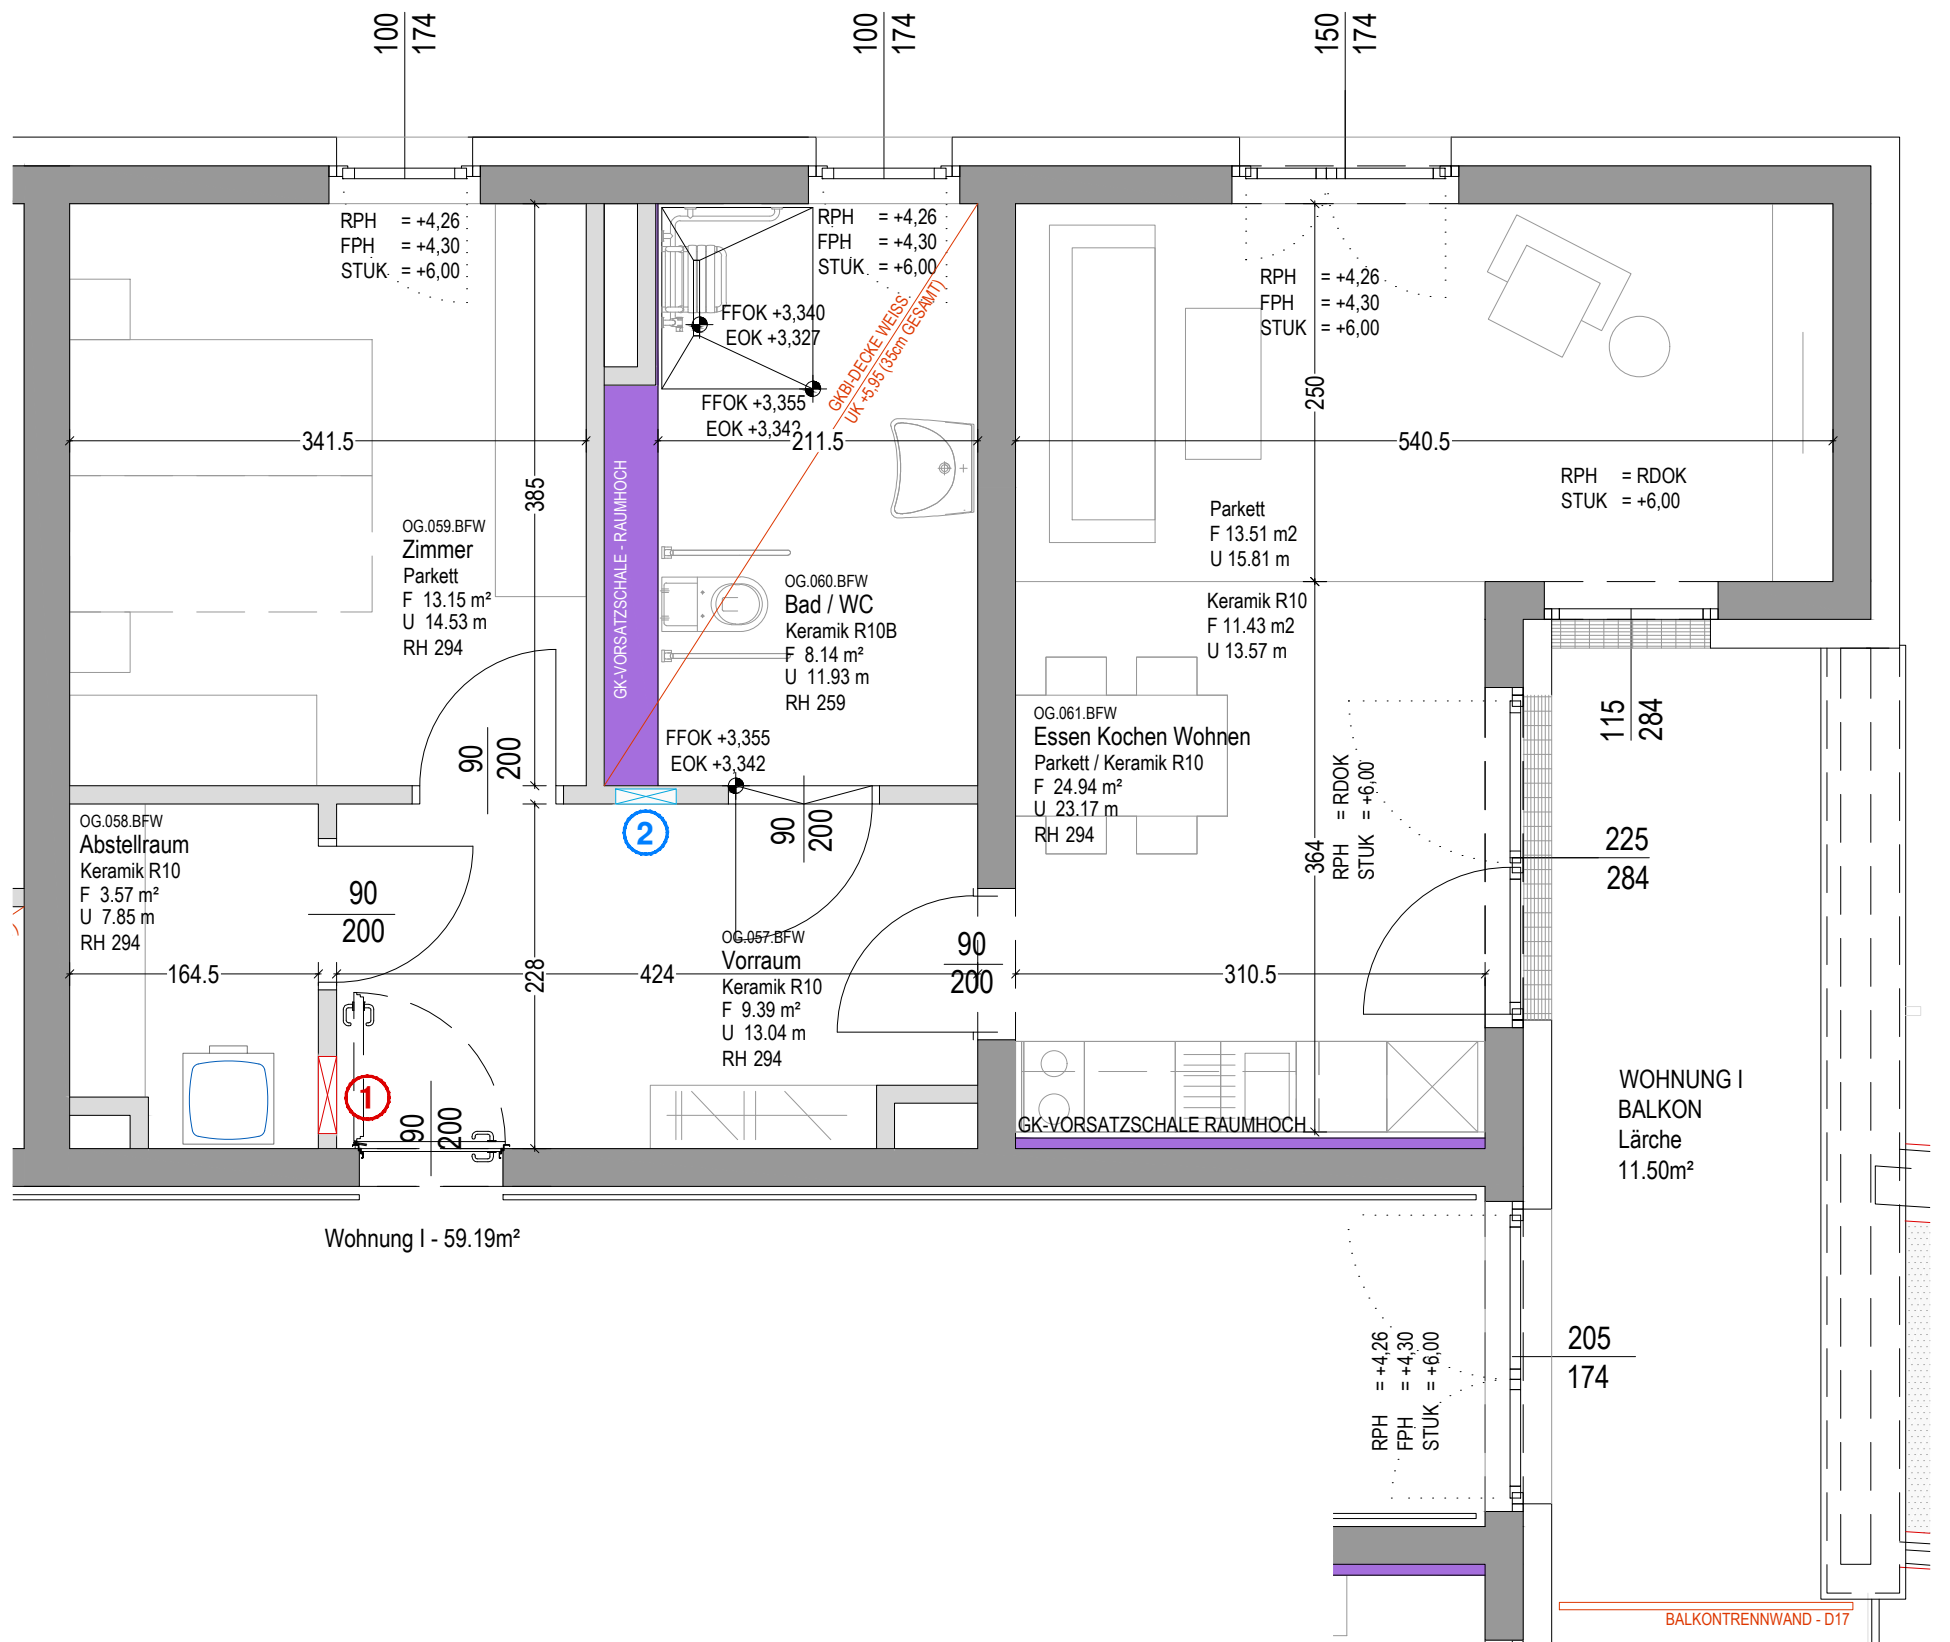 100
174
100
174
150
174
RPH = +4,26
FPH = +4,30
STUK = +6,00
RPH = +4,26
FPH = +4,30
STUK = +6,00
RPH = +4,26
FPH = +4,30
STUK = +6,00
FFOK +3,340
EOK +3,327
GKBI-DECKE WEISS
UK +5,95 (35cm GESAMT)
FFOK +3,355
EOK +3,342
341.5
211.5
250
540.5
385
RPH = RDOK
STUK = +6,00
OG.059.BFW
Zimmer
Parkett
F 13.15 m²
U 14.53 m
RH 294
GK-VORSATZSCHALE - RAUMHOCH
OG.060.BFW
Bad / WC
Keramik R10B
F 8.14 m²
U 11.93 m
RH 259
Parkett
F 13.51 m2
U 15.81 m
Keramik R10
F 11.43 m2
U 13.57 m
FFOK +3,355
EOK +3,342
90
200
90
200
OG.061.BFW
Essen Kochen Wohnen
Parkett / Keramik R10
F 24.94 m²
U 23.17 m
RH 294
RPH = RDOK
STUK = +6,00
364
115
284
225
284
OG.058.BFW
Abstellraum
Keramik R10
F 3.57 m²
U 7.85 m
RH 294
2
90
200
164.5
228
424
OG.057.BFW
Vorraum
Keramik R10
F 9.39 m²
U 13.04 m
RH 294
90
200
310.5
1
90
200
GK-VORSATZSCHALE RAUMHOCH
WOHNUNG I
BALKON
Lärche
11.50m²
Wohnung I - 59.19m²
RPH = +4,26
FPH = +4,30
STUK = +6,00
205
174
BALKONTRENNWAND - D17